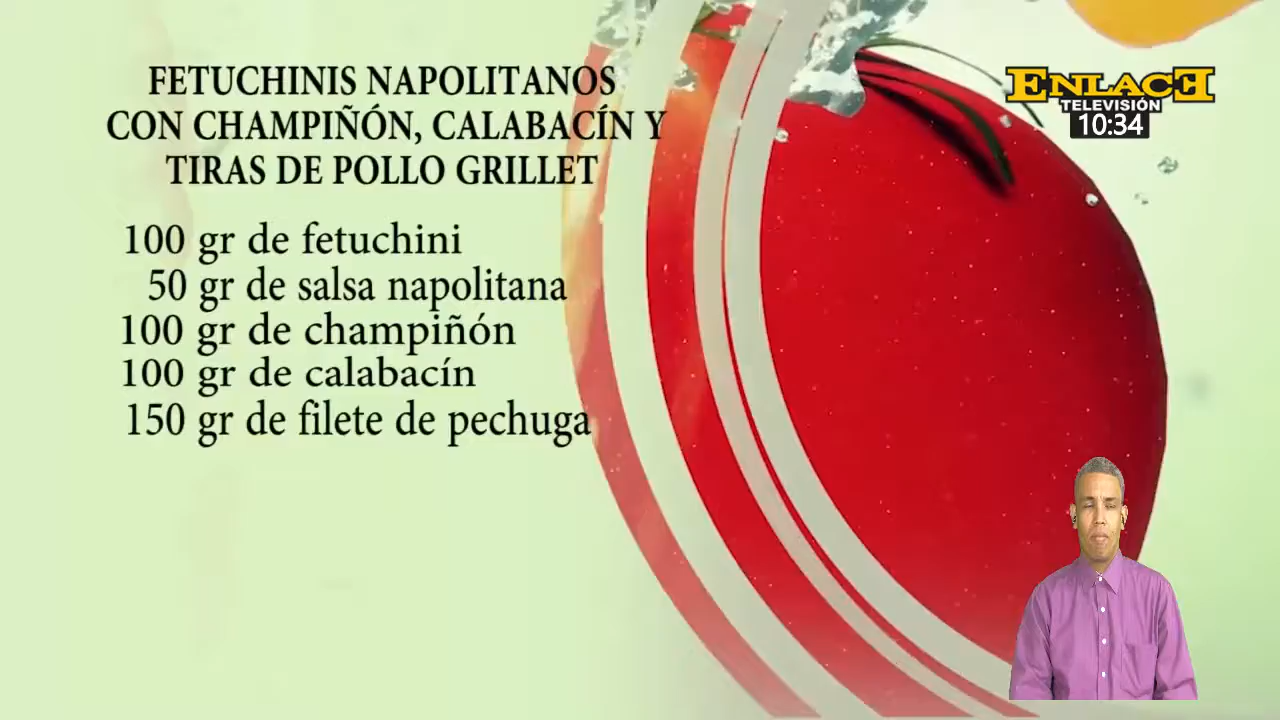 FETUCHINIS NAPOLITANOS
CON CHAMPIÑÓN, CALABACÍN Y
TIRAS DE POLLO GRILLET
100 gr de fetuchini
50 gr de salsa napolitana
100 gr de champiñón
100 gr de calabacín
150 gr de filete de pechuga
ENLACE
TELEVISIÓN
10:34